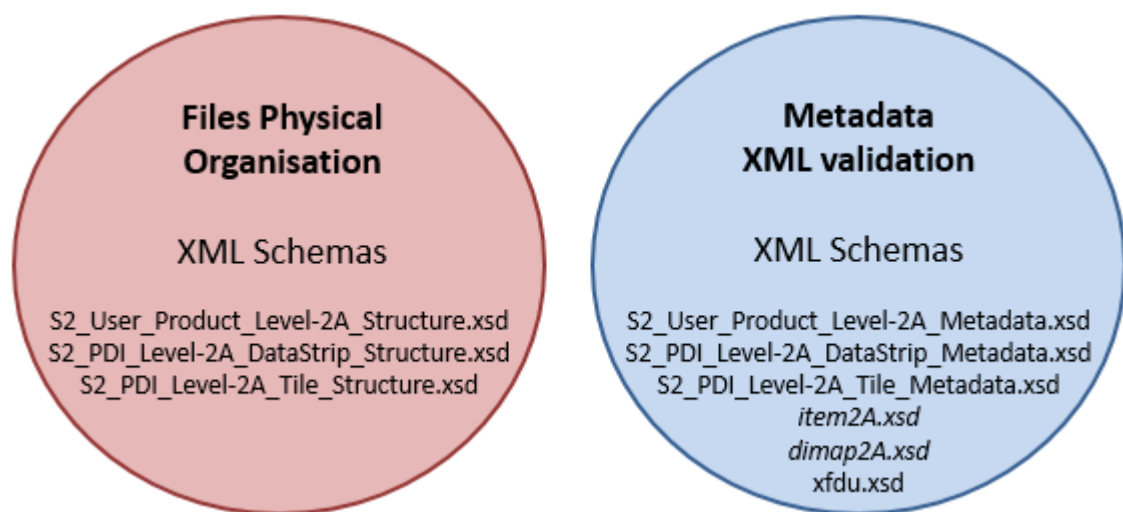 Files Physical
Organisation
XML Schemas
S2_User_Product_Level-2A_Structure.xsd
S2_PDI_Level-2A_DataStrip_Structure.xsd
S2_PDI_Level-2A_Tile_Structure.xsd
Metadata
XML validation
XML Schemas
S2_User_Product_Level-2A_Metadata.xsd
S2_PDI_Level-2A_DataStrip_Metadata.xsd
S2_PDI_Level-2A_Tile_Metadata.xsd
item2A.xsd
dimap2A.xsd
xfdu.xsd